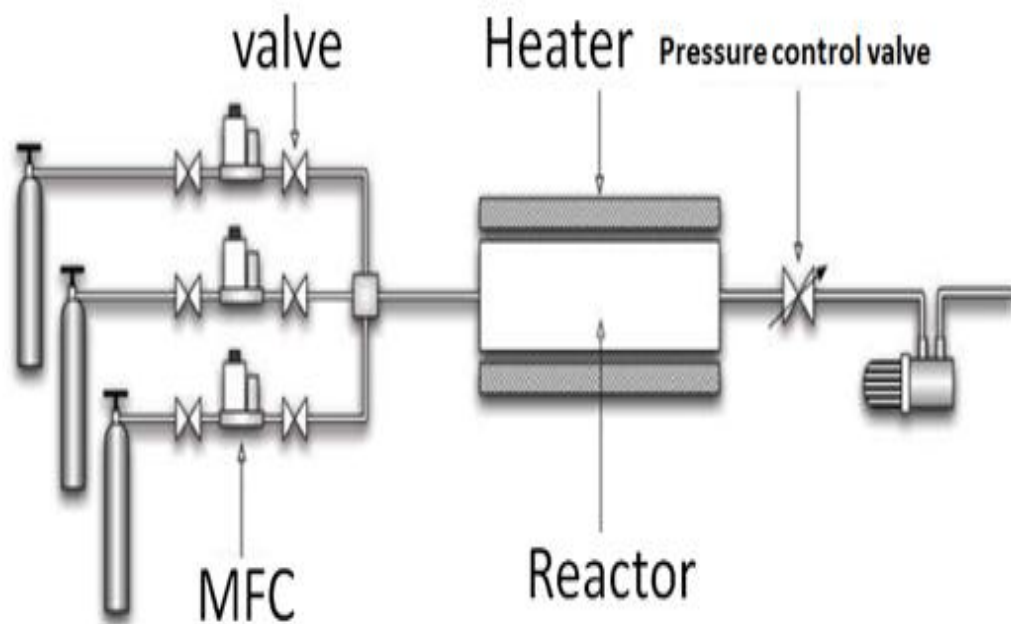 valve
Heater
Pressure control valve
MFC
Reactor